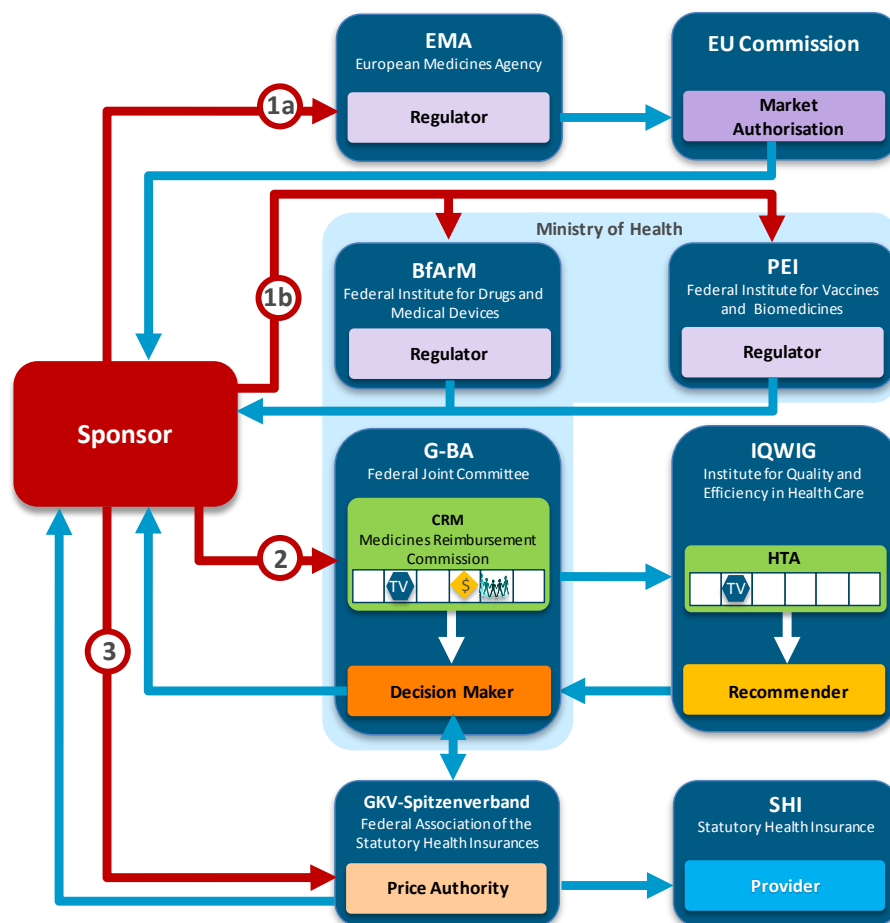 EMA
European Medicines Agency
Regulator
EU Commission
Market
Authorisation
1a
Ministry of Health
1b
BfArM
Federal Institute for Drugs and
Medical Devices
Regulator
PEI
Federal Institute for Vaccines
and Biomedicines
Regulator
Sponsor
G-BA
Federal Joint Committee
CRM
Medicines Reimbursement
Commission
TV
$
Decision Maker
IQWIG
Institute for Quality and
Efficiency in Health Care
HTA
TV
Recommender
2
3
GKV-Spitzenverband
Federal Association of the
Statutory Health Insurances
Price Authority
SHI
Statutory Health Insurance
Provider